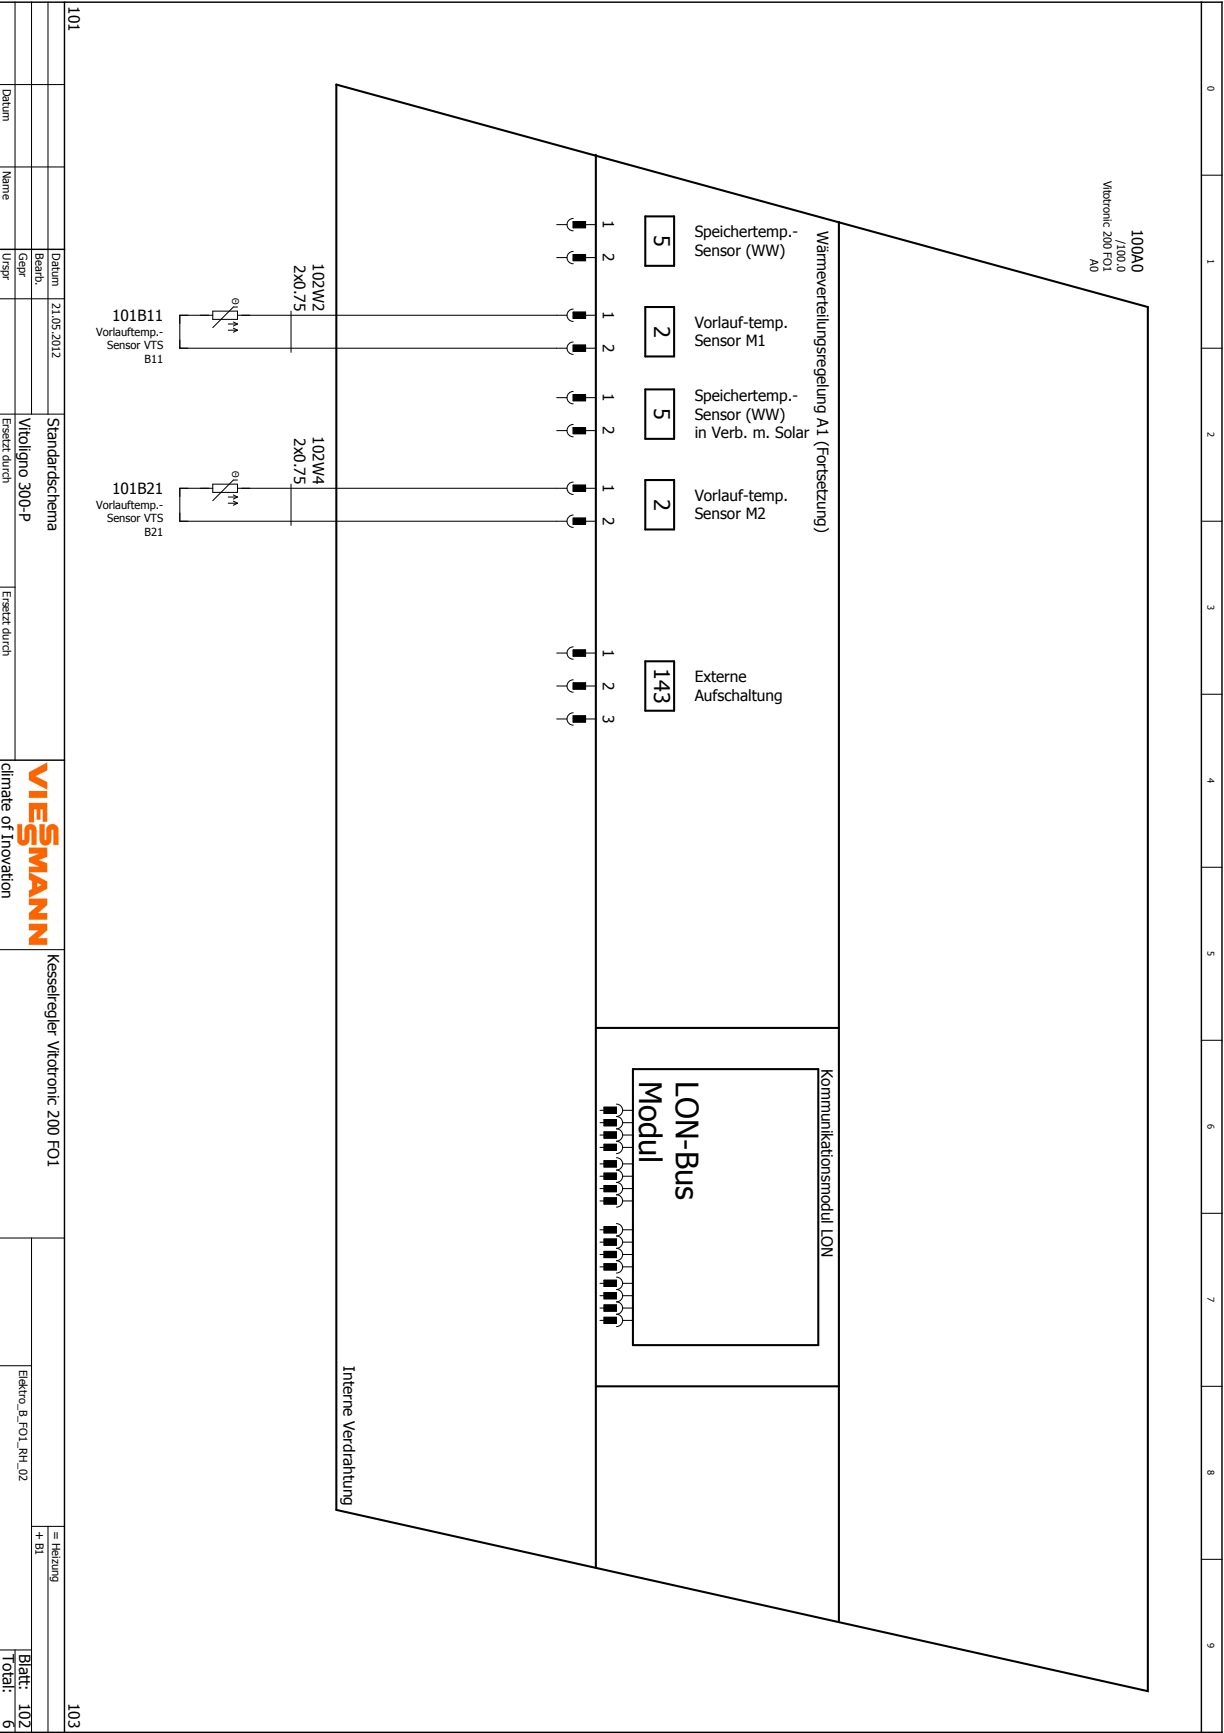 0
1
2
3
4
5
6
7
8
9
100A0
/100.0
Vitotronic 200 FO1
A0
Wärmeverteilungsregelung A1 (Fortsetzung)
Kommunikationsmodul LON
LON-Bus
Modul
Speichertemp.-
Sensor (WW)
5
1
2
Vorlauf-temp.
Sensor M1
2
1
2
Speichertemp.-
Sensor (WW)
in Verb. m. Solar
5
1
2
Vorlauf-temp.
Sensor M2
2
1
2
Externe
Aufschaltung
143
1
2
3
Interne Verdrahtung
102W2
2x0.75
102W4
2x0.75
θ
101B11
Vorlauftemp.-
Sensor VTS
B11
θ
101B21
Vorlauftemp.-
Sensor VTS
B21
101
103
Datum
21.05.2012
Bearb.
Gepr
Datum
Name
Urspr
Standardschema
Vitoligno 300-P
Ersetzt durch
Ersetzt durch
VIESSMANN
climate of Inovation
Kesselregler Vitotronic 200 FO1
Elektro_B_FO1_RH_02
= Heizung
+ B1
Blatt: 102
Total: 6